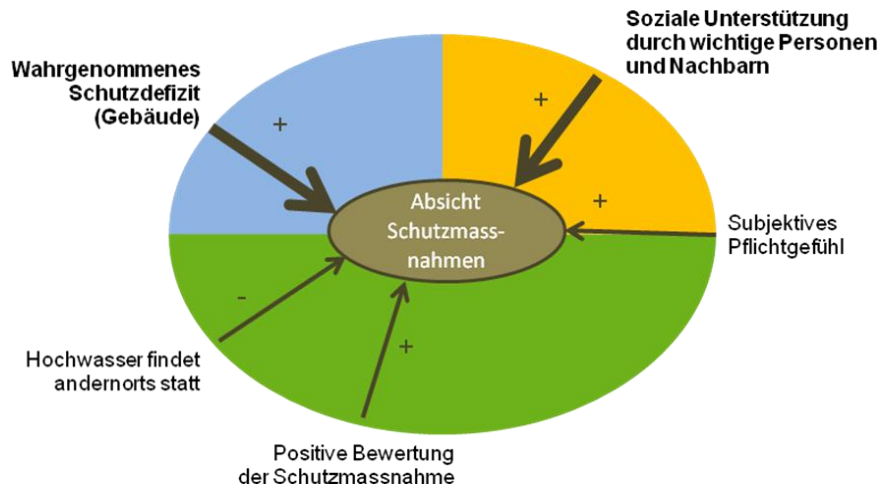 Soziale Unterstützung
durch wichtige Personen
und Nachbarn
Wahrgenommenes
Schutzdefizit
(Gebäude)
+
+
Absicht
Schutzmass-
nahmen
+
Subjektives
Pflichtgefühl
-
Hochwasser findet
andernorts statt
+
Positive Bewertung
der Schutzmassnahme